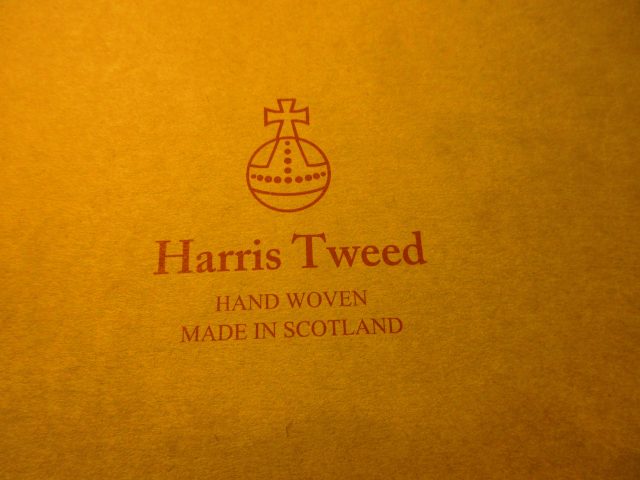 Harris Tweed
HAND WOVEN
MADE IN SCOTLAND